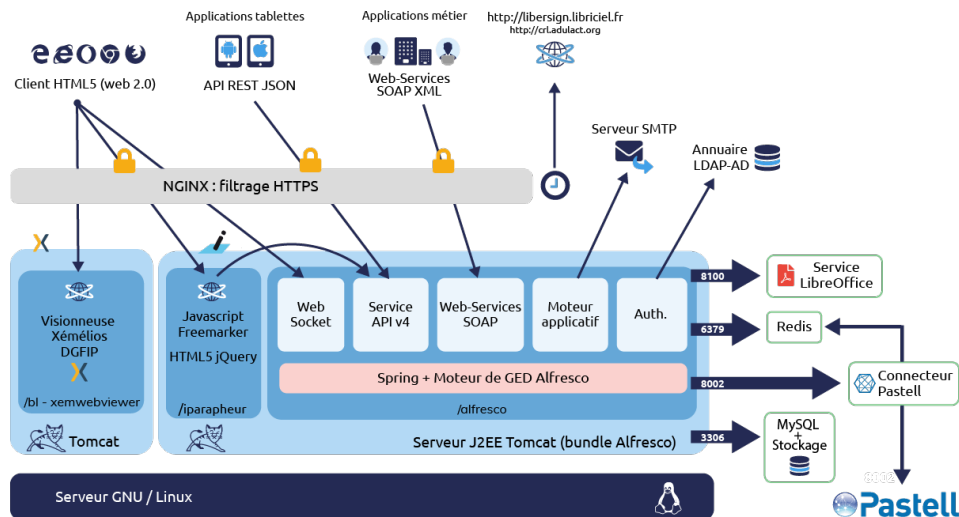 Applications tablettes
Applications métier
http://libersign.libriciel.fr
http://crl.adulact.org
Client HTML5 (web 2.0)
API REST JSON
Web-Services
SOAP XML
Serveur SMTP
Annuaire
LDAP-AD
NGINX : filtrage HTTPS
Visionneuse
Xémélios
DGFIP
/bl - xemwebviewer
Tomcat
Javascript
Freemarker
HTML5 jQuery
/iparapheur
Web
Socket
Service
API v4
Web-Services
SOAP
Moteur
applicatif
Auth.
Spring + Moteur de GED Alfresco
/alfresco
Serveur J2EE Tomcat (bundle Alfresco)
8100
Service
LibreOffice
6379
Redis
8002
Connecteur
Pastell
3306
MySQL
+
Stockage
Serveur GNU / Linux
8002
Pastell